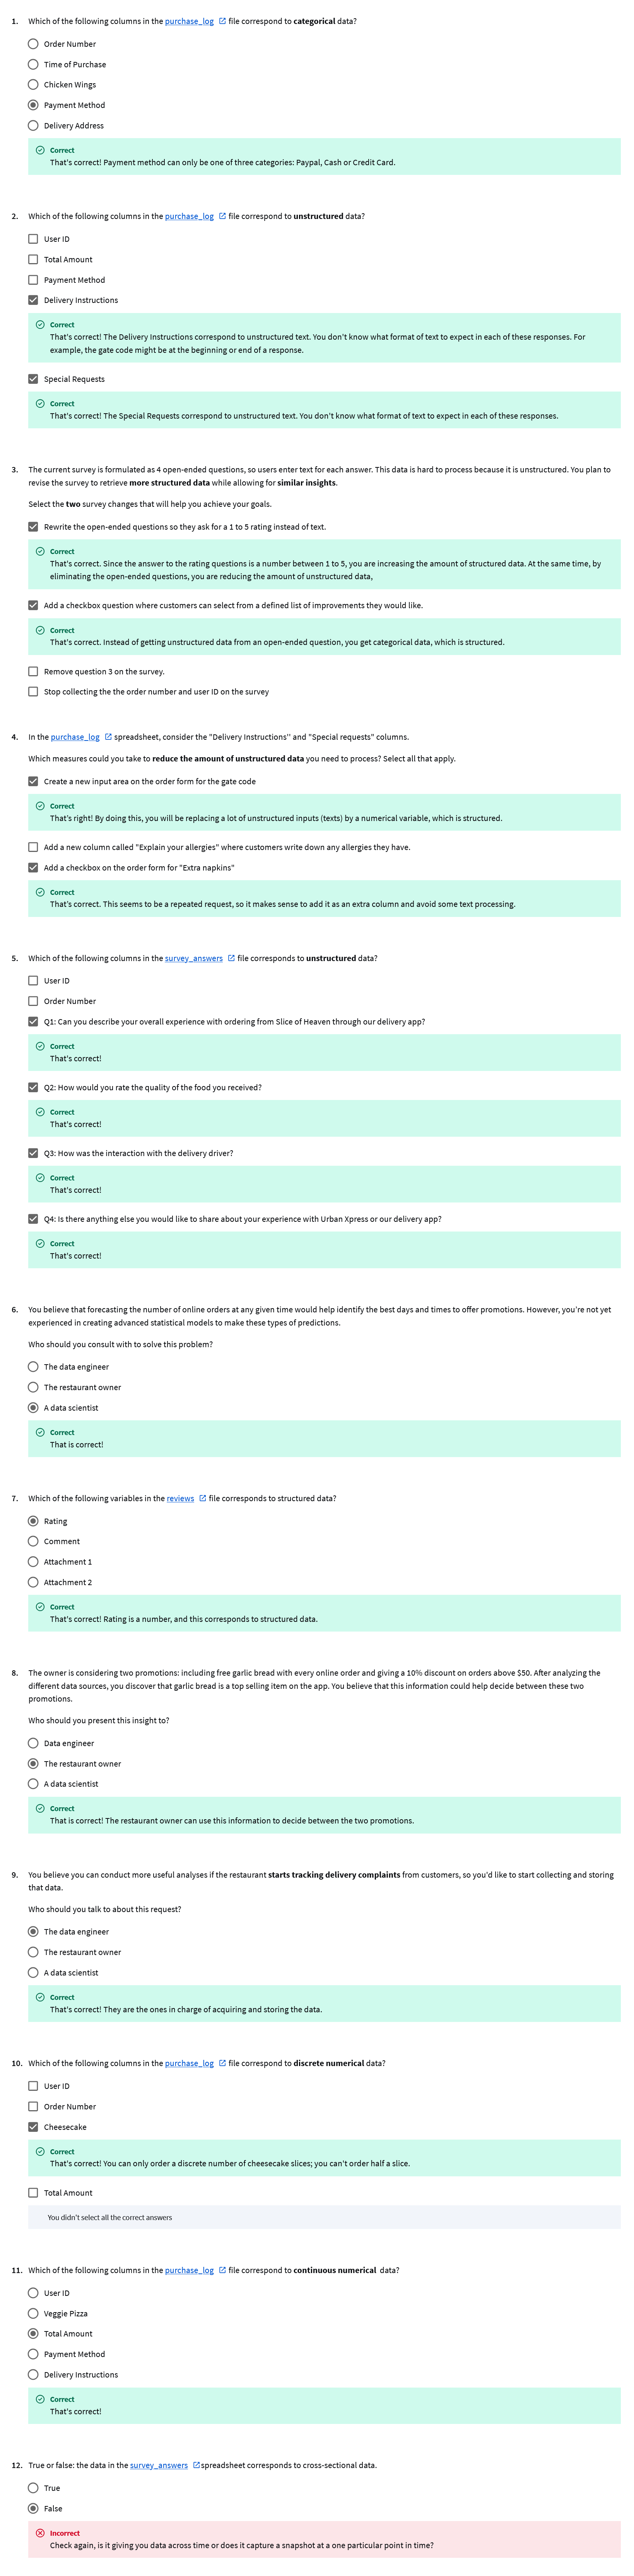 1. Which of the following columns in the purchase_log file correspond to categorical data?
Order Number
Time of Purchase
Chicken Wings
Payment Method
Delivery Address
Correct
That's correct! Payment method can only be one of three categories: Paypal, Cash or Credit Card.
2. Which of the following columns in the purchase_log file correspond to unstructured data?
User ID
Total Amount
Payment Method
Delivery Instructions
Correct
That's correct! The Delivery Instructions correspond to unstructured text. You don't know what format of text to expect in each of these responses. For
example, the gate code might be at the beginning or end of a response.
Special Requests
Correct
That's correct! The Special Requests correspond to unstructured text. You don't know what format of text to expect in each of these responses.
3. The current survey is formulated as 4 open-ended questions, so users enter text for each answer. This data is hard to process because it is unstructured. You plan to
revise the survey to retrieve more structured data while allowing for similar insights.
Select the two survey changes that will help you achieve your goals.
Rewrite the open-ended questions so they ask for a 1 to 5 rating instead of text.
Correct
That's correct. Since the answer to the rating questions is a number between 1 to 5, you are increasing the amount of structured data. At the same time, by
eliminating the open-ended questions, you are reducing the amount of unstructured data,
Add a checkbox question where customers can select from a defined list of improvements they would like.
Correct
That's correct. Instead of getting unstructured data from an open-ended question, you get categorical data, which is structured.
Remove question 3 on the survey.
Stop collecting the the order number and user ID on the survey
4. In the purchase_log spreadsheet, consider the "Delivery Instructions'' and "Special requests" columns.
Which measures could you take to reduce the amount of unstructured data you need to process? Select all that apply.
Create a new input area on the order form for the gate code
Correct
That's right! By doing this, you will be replacing a lot of unstructured inputs (texts) by a numerical variable, which is structured.
Add a new column called "Explain your allergies" where customers write down any allergies they have.
Add a checkbox on the order form for "Extra napkins"
Correct
That's correct. This seems to be a repeated request, so it makes sense to add it as an extra column and avoid some text processing.
5. Which of the following columns in the survey_answers file corresponds to unstructured data?
User ID
Order Number
Q1: Can you describe your overall experience with ordering from Slice of Heaven through our delivery app?
Correct
That's correct!
Q2: How would you rate the quality of the food you received?
Correct
That's correct!
Q3: How was the interaction with the delivery driver?
Correct
That's correct!
Q4: Is there anything else you would like to share about your experience with Urban Xpress or our delivery app?
Correct
That's correct!
6. You believe that forecasting the number of online orders at any given time would help identify the best days and times to offer promotions. However, you're not yet
experienced in creating advanced statistical models to make these types of predictions.
Who should you consult with to solve this problem?
The data engineer
The restaurant owner
A data scientist
Correct
That is correct!
7. Which of the following variables in the reviews file corresponds to structured data?
Rating
Comment
Attachment 1
Attachment 2
Correct
That's correct! Rating is a number, and this corresponds to structured data.
8. The owner is considering two promotions: including free garlic bread with every online order and giving a 10% discount on orders above $50. After analyzing the
different data sources, you discover that garlic bread is a top selling item on the app. You believe that this information could help decide between these two
promotions.
Who should you present this insight to?
Data engineer
The restaurant owner
A data scientist
Correct
That is correct! The restaurant owner can use this information to decide between the two promotions.
9. You believe you can conduct more useful analyses if the restaurant starts tracking delivery complaints from customers, so you'd like to start collecting and storing
that data.
Who should you talk to about this request?
The data engineer
The restaurant owner
A data scientist
Correct
That's correct! They are the ones in charge of acquiring and storing the data.
10. Which of the following columns in the purchase_log file correspond to discrete numerical data?
User ID
Order Number
Cheesecake
Correct
That's correct! You can only order a discrete number of cheesecake slices; you can't order half a slice.
Total Amount
You didn't select all the correct answers
11. Which of the following columns in the purchase_log file correspond to continuous numerical data?
User ID
Veggie Pizza
Total Amount
Payment Method
Delivery Instructions
Correct
That's correct!
12. True or false: the data in the survey_answers spreadsheet corresponds to cross-sectional data.
True
False
Incorrect
Check again, is it giving you data across time or does it capture a snapshot at a one particular point in time?